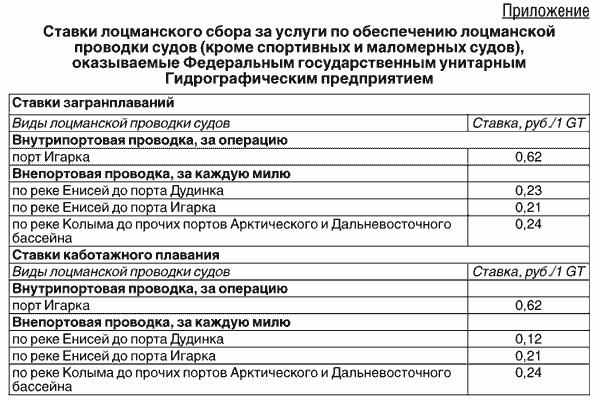 Приложение
Ставки лоцманского сбора за услуги по обеспечению лоцманской
проводки судов (кроме спортивных и маломерных судов),
оказываемые Федеральным государственным унитарным
Гидрографическим предприятием
Ставки загранплаваний
Виды лоцманской проводки судов Ставка, руб./1 GT
Внутрипортовая проводка, за операцию
порт Игарка 0,62
Внепортовая проводка, за каждую милю
по реке Енисей до порта Дудинка 0,23
по реке Енисей до порта Игарка 0,21
по реке Колыма до прочих портов Арктического и Дальневосточного 0,24
бассейна
Ставки каботажного плавания
Виды лоцманской проводки судов Ставка, руб./1 GT
Внутрипортовая проводка, за операцию
порт Игарка 0,62
Внепортовая проводка, за каждую милю
по реке Енисей до порта Дудинка 0,12
по реке Енисей до порта Игарка 0,21
по реке Колыма до прочих портов Арктического и Дальневосточного 0,24
бассейна